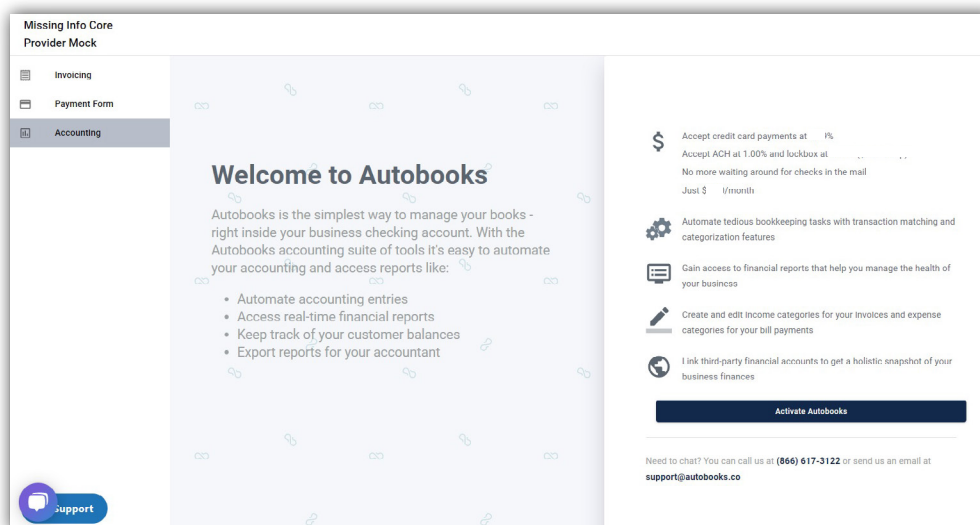 Missing Info Core
Provider Mock
Invoicing
Payment Form
Accounting
Welcome to Autobooks
Autobooks is the simplest way to manage your books -
right inside your business checking account. With the
Autobooks accounting suite of tools it's easy to automate
your accounting and access reports like:
• Automate accounting entries
• Access real-time financial reports
• Keep track of your customer balances
• Export reports for your accountant
Accept credit card payments at %
Accept ACH at 1.00% and lockbox at
No more waiting around for checks in the mail
Just $ /month
Automate tedious bookkeeping tasks with transaction matching and
categorization features
Gain access to financial reports that help you manage the health of
your business
Create and edit income categories for your invoices and expense
categories for your bill payments
Link third-party financial accounts to get a holistic snapshot of your
business finances
Activate Autobooks
Need to chat? You can call us at (866) 617-3122 or send us an email at
support@autobooks.co
Support